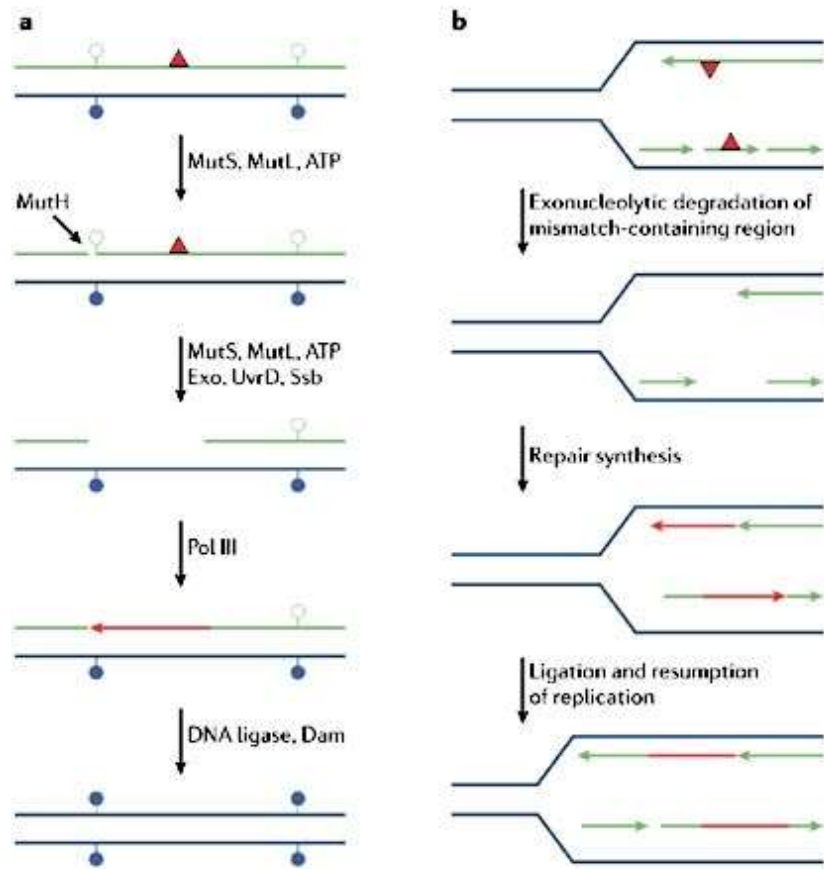 a
MutS, MutL, ATP
MutH
MutS, MutL, ATP
Exo, UvrD, Ssb
Pol III
DNA ligase, Dam
b
Exonucleolytic degradation of
mismatch-containing region
Repair synthesis
Ligation and resumption
of replication